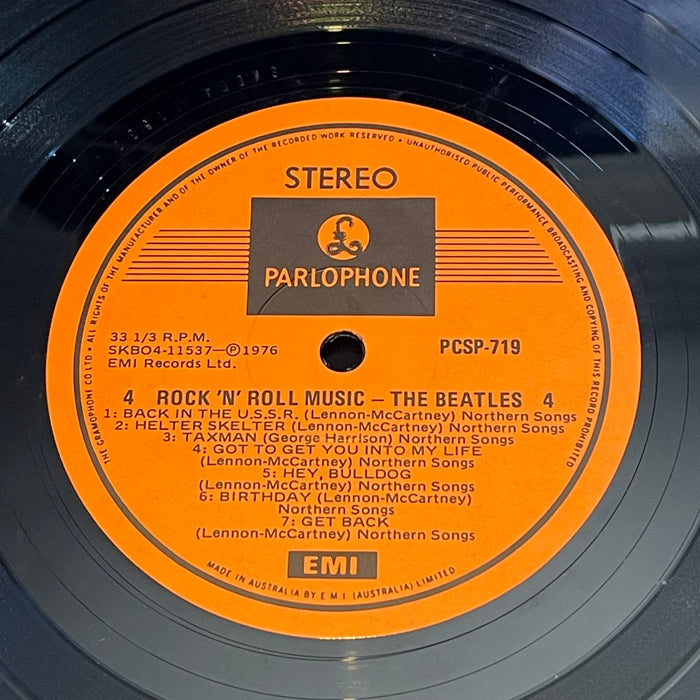 THE GRAMOPHONE CO LTD • ALL RIGHTS OF THE MANUFACTURER AND OF THE OWNER OF THE RECORDED WORK RESERVED • UNAUTHORISED PUBLIC PERFORMANCE BROADCASTING AND COPYING OF THIS RECORD PROHIBITED
STEREO
£
PARLOPHONE
33 1/3 R.P.M.
SKBO4-11537-Ⓟ1976
EMI Records Ltd.
PCSP-719
4 ROCK 'N' ROLL MUSIC - THE BEATLES 4
1: BACK IN THE U.S.S.R. (Lennon-McCartney) Northern Songs
2: HELTER SKELTER (Lennon-McCartney) Northern Songs
3: TAXMAN (George Harrison) Northern Songs
4: GOT TO GET YOU INTO MY LIFE
(Lennon-McCartney) Northern Songs
5: HEY, BULLDOG
(Lennon-McCartney) Northern Songs
6: BIRTHDAY (Lennon-McCartney)
Northern Songs
7: GET BACK
(Lennon-McCartney) Northern Songs
EMI
MADE IN AUSTRALIA BY E M I (AUSTRALIA) LIMITED